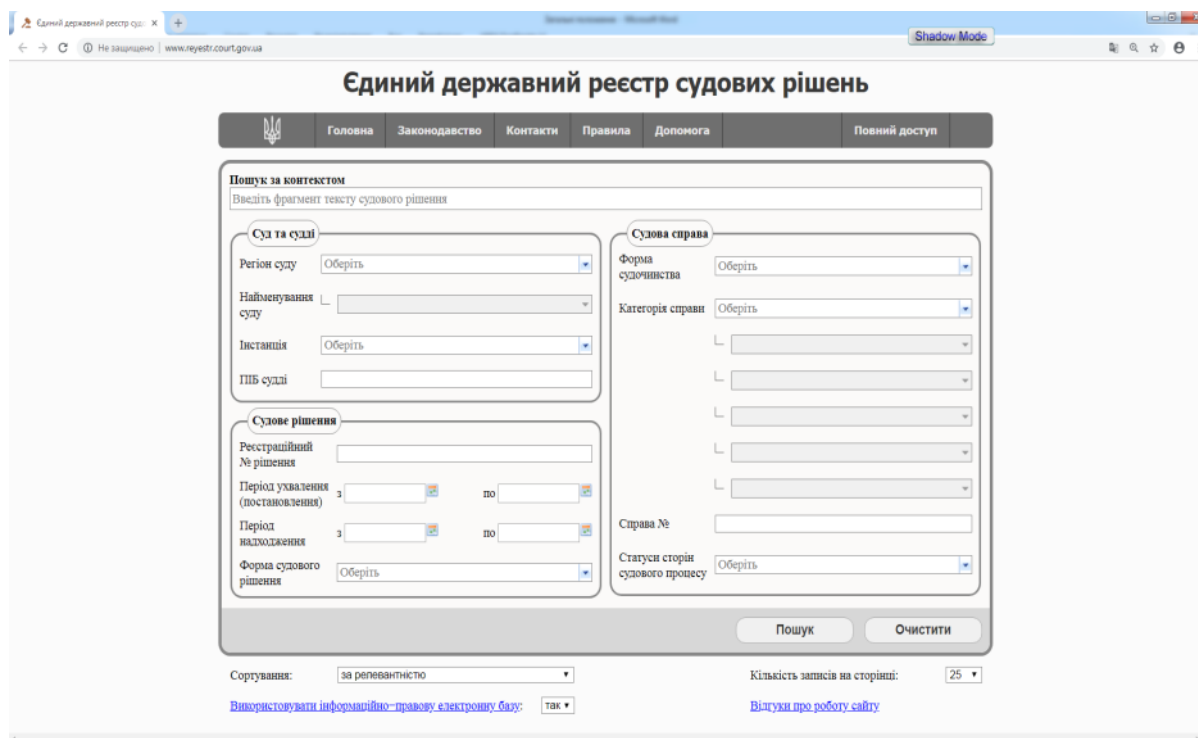 Єдиний державний реєстр суд
Shadow Mode
Не защищено | www.reyestr.court.gov.ua
Єдиний державний реєстр судових рішень
Головна Законодавство Контакти Правила Допомога Повний доступ
Пошук за контекстом
Введіть фрагмент тексту судового рішення
Суд та судді
Регіон суду Оберіть
Найменування
суду
Інстанція Оберіть
ПІБ судді
Судове рішення
Реєстраційний
№ рішення
Період ухвалення
(постановлення) з по
Період
надходження з по
Форма судового
рішення Оберіть
Судова справа
Форма
судочинства Оберіть
Категорія справи Оберіть
Справа №
Статуси сторін
судового процесу Оберіть
Пошук Очистити
Сортування: за релевантністю Кількість записів на сторінці: 25
Використовувати інформаційно-правову електронну базу: так Відгуки про роботу сайту